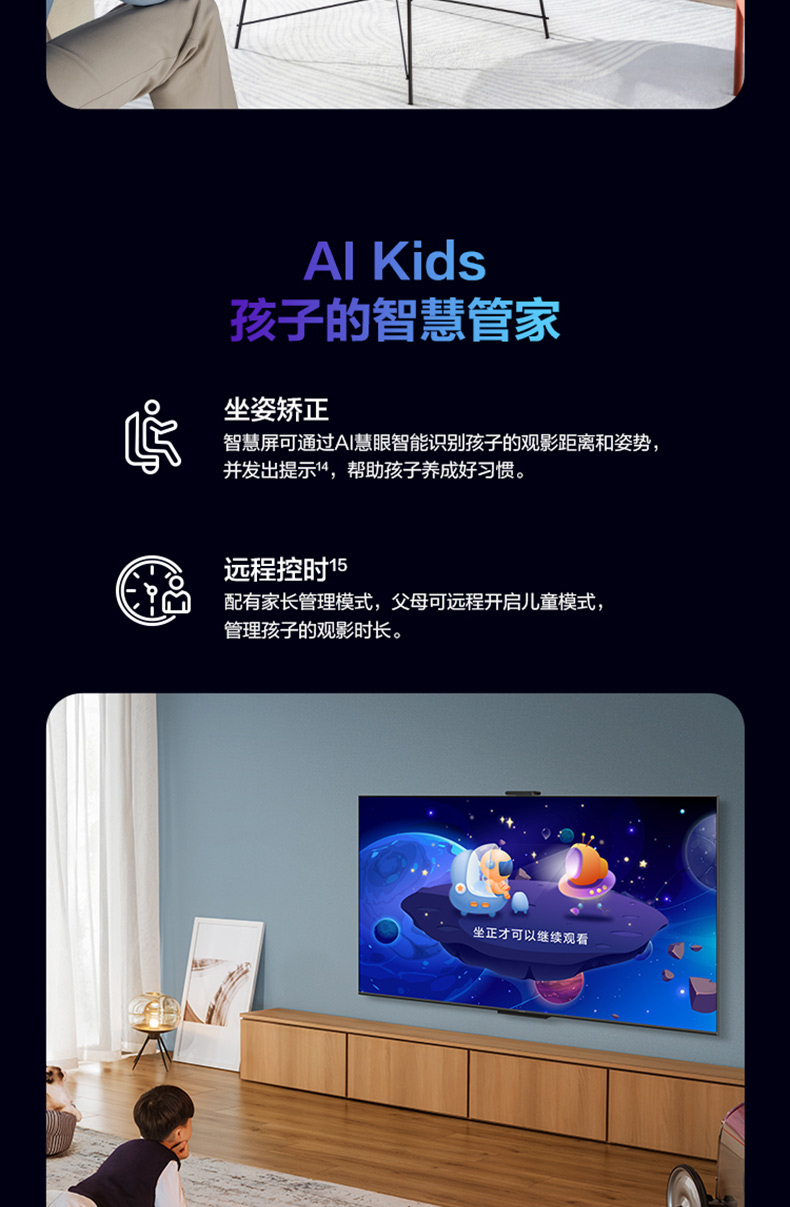 AI Kids
孩子的智慧管家
坐姿矫正
智慧屏可通过AI慧眼智能识别孩子的观影距离和姿势，
并发出提示14，帮助孩子养成好习惯。
远程控时15
配有家长管理模式，父母可远程开启儿童模式，
管理孩子的观影时长。
坐正才可以继续观看